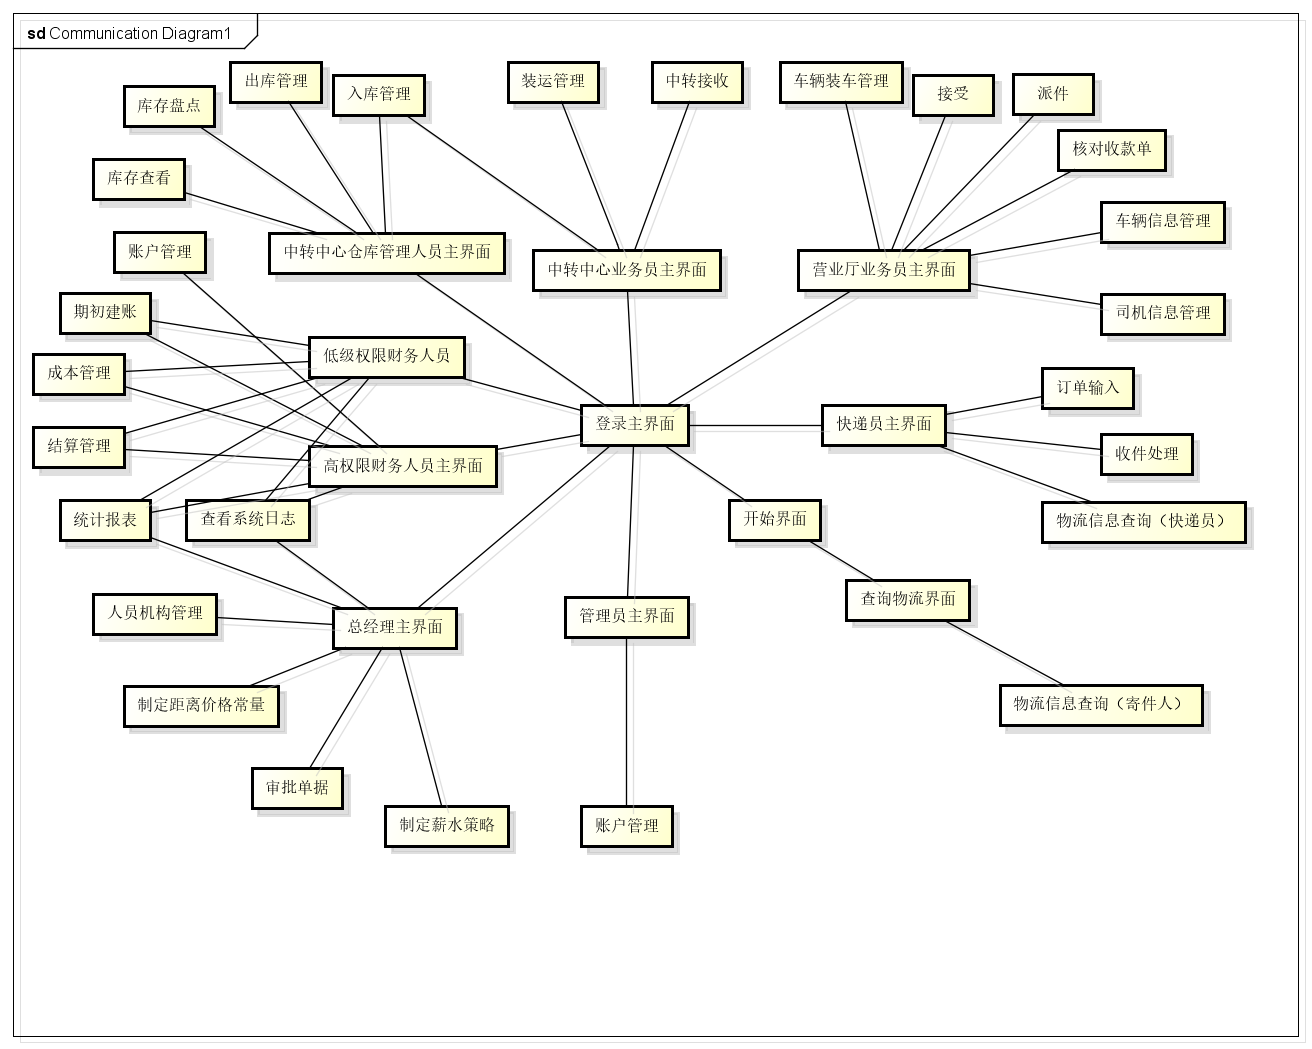 sd Communication Diagram1
出库管理
入库管理
库存盘点
装运管理
中转接收
车辆装车管理
接受
派件
核对收款单
库存查看
车辆信息管理
账户管理
中转中心仓库管理人员主界面
中转中心业务员主界面
营业厅业务员主界面
期初建账
司机信息管理
低级权限财务人员
成本管理
订单输入
登录主界面
快递员主界面
结算管理
收件处理
高权限财务人员主界面
统计报表
查看系统日志
开始界面
物流信息查询（快递员）
查询物流界面
人员机构管理
总经理主界面
管理员主界面
制定距离价格常量
物流信息查询（寄件人）
审批单据
制定薪水策略
账户管理